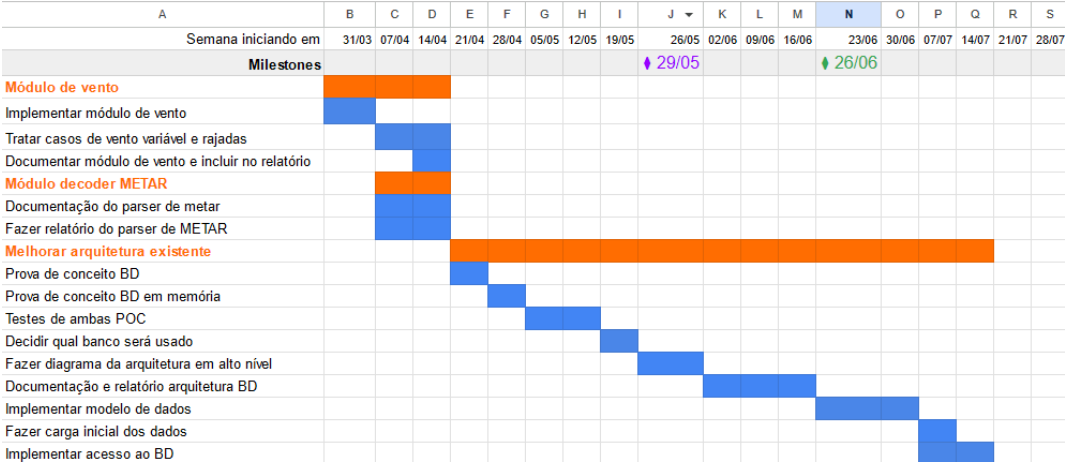 A B C D E F G H I J K L M N O P Q R S
Semana iniciando em 31/03 07/04 14/04 21/04 28/04 05/05 12/05 19/05 26/05 02/06 09/06 16/06 23/06 30/06 07/07 14/07 21/07 28/07
Milestones 29/05 26/06
Módulo de vento
Implementar módulo de vento
Tratar casos de vento variável e rajadas
Documentar módulo de vento e incluir no relatório
Módulo decoder METAR
Documentação do parser de metar
Fazer relatório do parser de METAR
Melhorar arquitetura existente
Prova de conceito BD
Prova de conceito BD em memória
Testes de ambas POC
Decidir qual banco será usado
Fazer diagrama da arquitetura em alto nível
Documentação e relatório arquitetura BD
Implementar modelo de dados
Fazer carga inicial dos dados
Implementar acesso ao BD